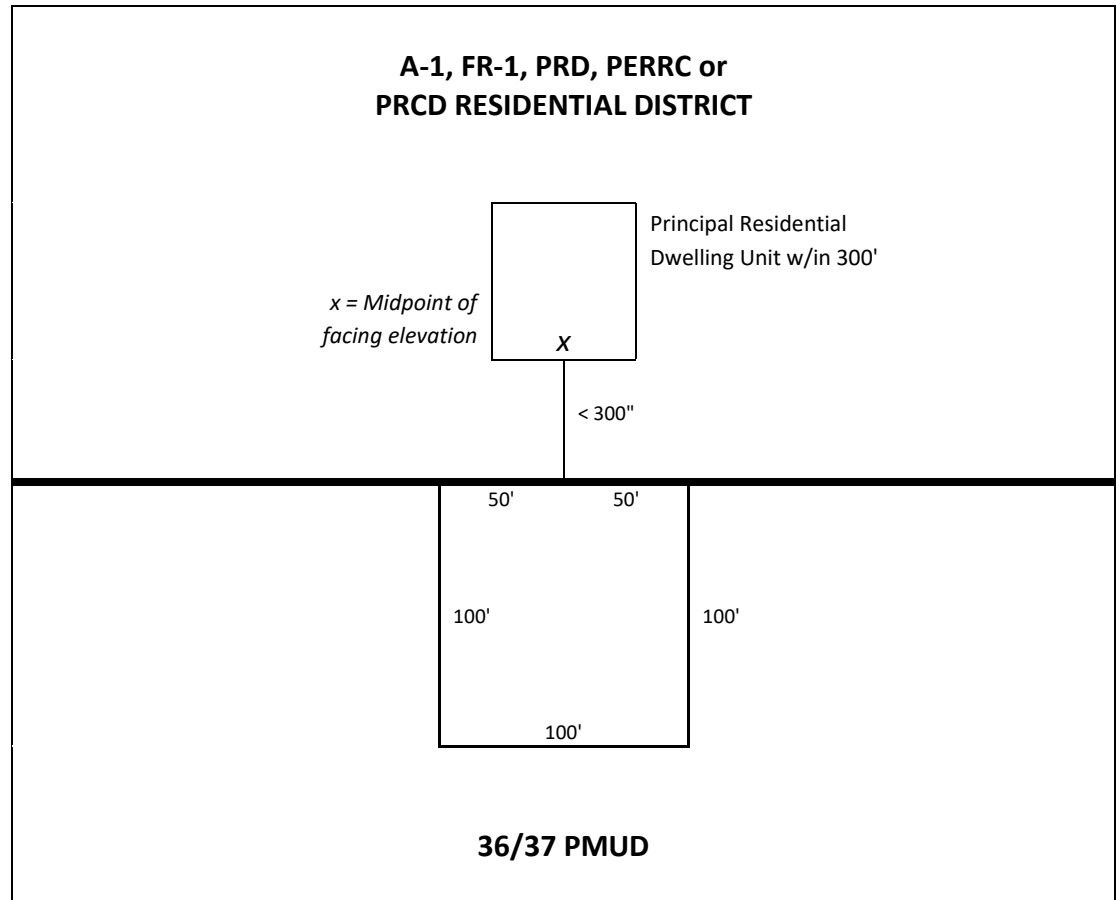 A-1, FR-1, PRD, PERRC or
PRCD RESIDENTIAL DISTRICT
Principal Residential
Dwelling Unit w/in 300'
x = Midpoint of
facing elevation
x
< 300"
50'
50'
100'
100'
100'
36/37 PMUD